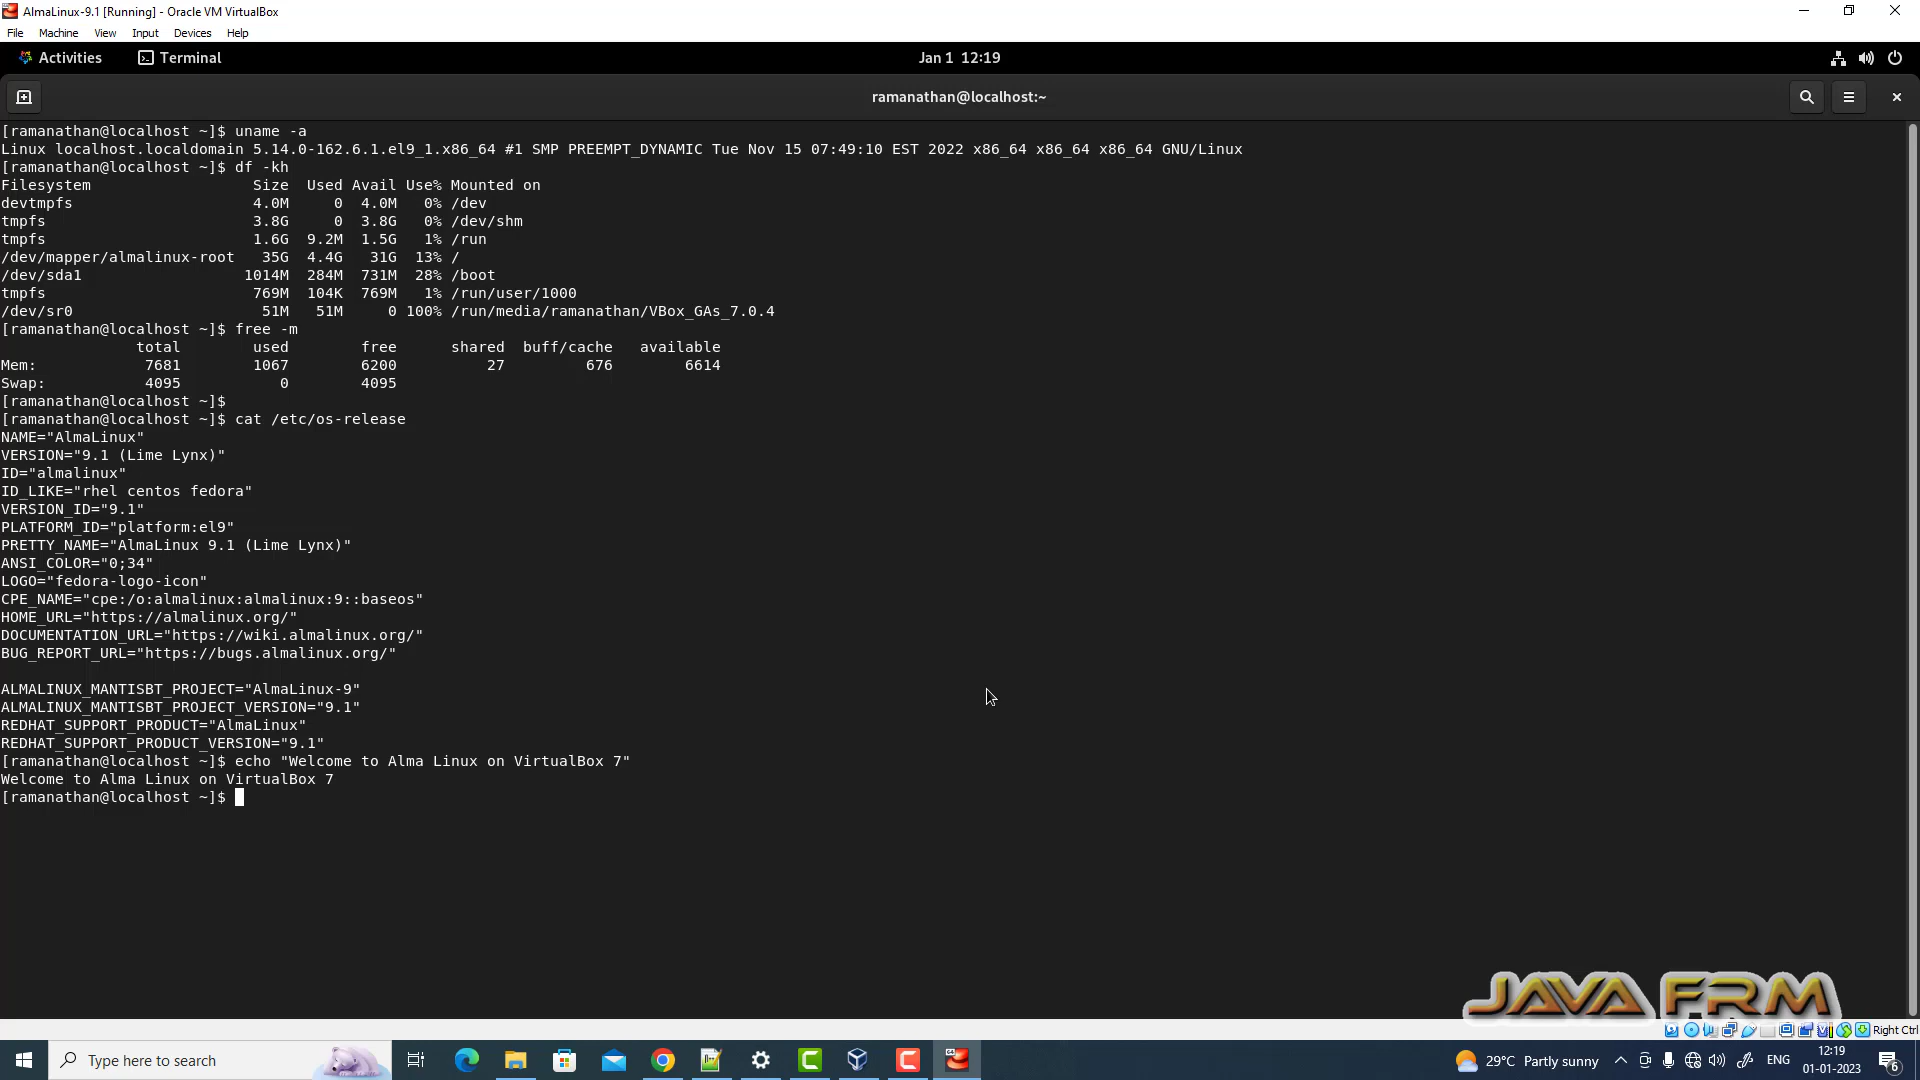 AlmaLinux-9.1 [Running] - Oracle VM VirtualBox
File Machine View Input Devices Help
Activities Terminal Jan 1 12:19
ramanathan@localhost:~
[ramanathan@localhost ~]$ uname -a
Linux localhost.localdomain 5.14.0-162.6.1.el9_1.x86_64 #1 SMP PREEMPT_DYNAMIC Tue Nov 15 07:49:10 EST 2022 x86_64 x86_64 x86_64 GNU/Linux
[ramanathan@localhost ~]$ df -kh
Filesystem Size Used Avail Use% Mounted on
devtmpfs 4.0M 0 4.0M 0% /dev
tmpfs 3.8G 0 3.8G 0% /dev/shm
tmpfs 1.6G 9.2M 1.5G 1% /run
/dev/mapper/almalinux-root 35G 4.4G 31G 13% /
/dev/sda1 1014M 284M 731M 28% /boot
tmpfs 769M 104K 769M 1% /run/user/1000
/dev/sr0 51M 51M 0 100% /run/media/ramanathan/VBox_GAs_7.0.4
[ramanathan@localhost ~]$ free -m
total used free shared buff/cache available
Mem: 7681 1067 6200 27 676 6614
Swap: 4095 0 4095
[ramanathan@localhost ~]$
[ramanathan@localhost ~]$ cat /etc/os-release
NAME="AlmaLinux"
VERSION="9.1 (Lime Lynx)"
ID="almalinux"
ID_LIKE="rhel centos fedora"
VERSION_ID="9.1"
PLATFORM_ID="platform:el9"
PRETTY_NAME="AlmaLinux 9.1 (Lime Lynx)"
ANSI_COLOR="0;34"
LOGO="fedora-logo-icon"
CPE_NAME="cpe:/o:almalinux:almalinux:9::baseos"
HOME_URL="https://almalinux.org/"
DOCUMENTATION_URL="https://wiki.almalinux.org/"
BUG_REPORT_URL="https://bugs.almalinux.org/"
ALMALINUX_MANTISBT_PROJECT="AlmaLinux-9"
ALMALINUX_MANTISBT_PROJECT_VERSION="9.1"
REDHAT_SUPPORT_PRODUCT="AlmaLinux"
REDHAT_SUPPORT_PRODUCT_VERSION="9.1"
[ramanathan@localhost ~]$ echo "Welcome to Alma Linux on VirtualBox 7"
Welcome to Alma Linux on VirtualBox 7
[ramanathan@localhost ~]$
JAVA FRM
Right Ctrl
Type here to search 29°C Partly sunny ENG 12:19
01-01-2023 6